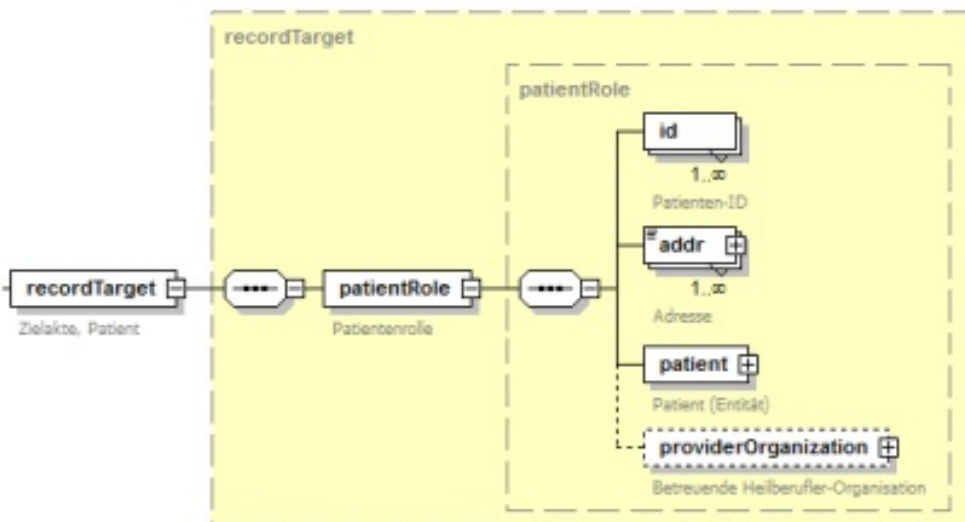 recordTarget
patientRole
id
1..∞
Patienten-ID
addr
1..∞
Adresse
recordTarget
Zielakte, Patient
patientRole
Patientenrolle
patient
Patient (Entität)
providerOrganization
Betreuende Heilberufler-Organisation